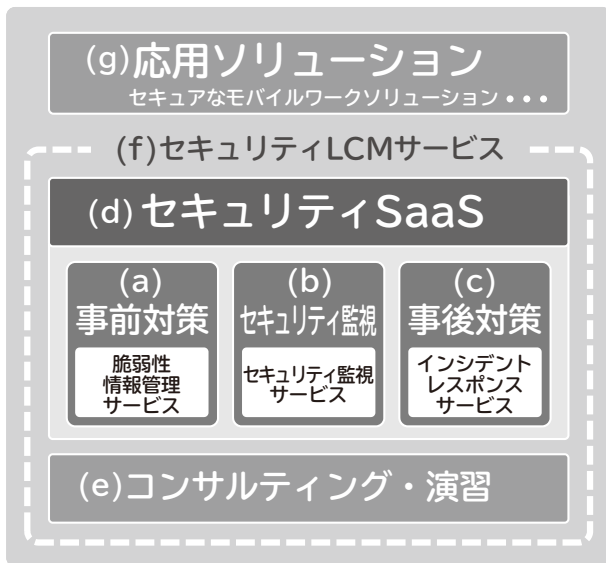 (g)応用ソリューション
セキュアなモバイルワークソリューション・・・
(f)セキュリティLCMサービス
(d)セキュリティSaaS
(a)
事前対策
脆弱性
情報管理
サービス
(b)
セキュリティ監視
セキュリティ監視
サービス
(c)
事後対策
インシデント
レスポンス
サービス
(e)コンサルティング・演習